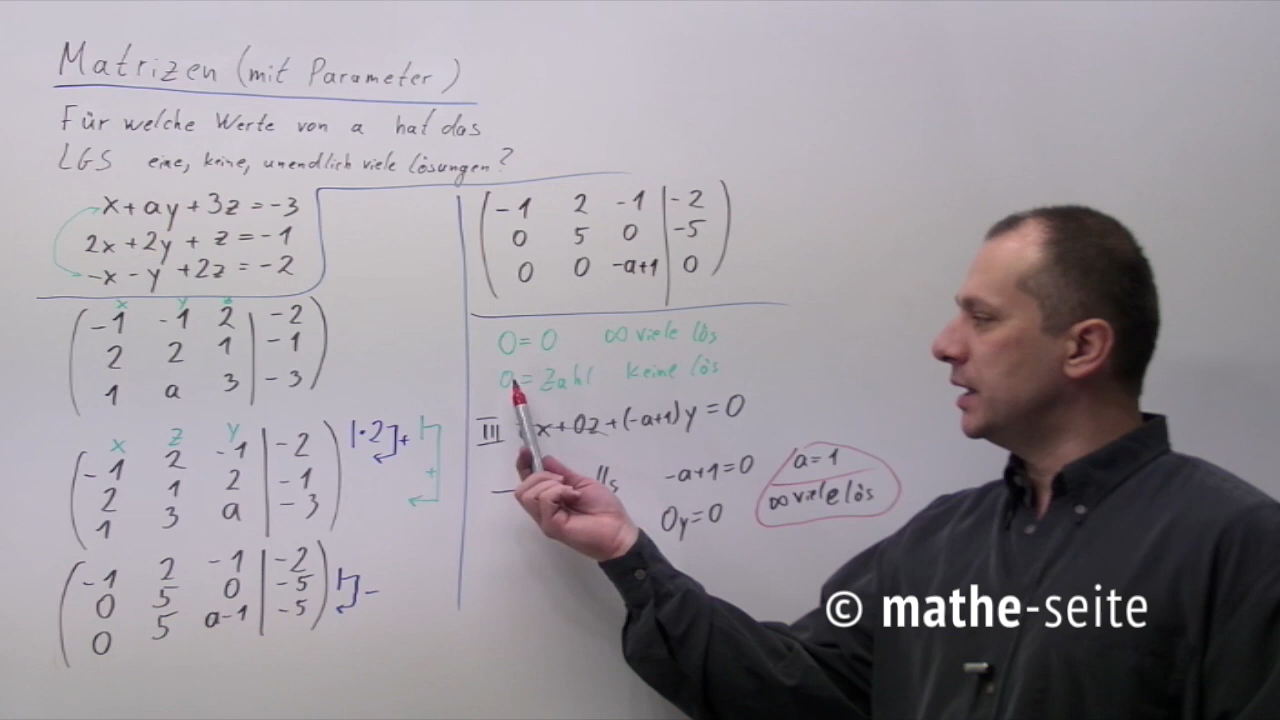 Matrizen (mit Parameter)
Für welche Werte von a hat das
LGS eine, keine, unendlich viele Lösungen?
x+ay+3z=-3
2x+2y+z=-1
-x-y+2z=-2
x y z
-1 -1 2 | -2
2 2 1 | -1
1 a 3 | -3
x z y
-1 2 -1 | -2 |·2 +
2 1 2 | -1 +
1 3 a | -3
-1 2 -1 | -2
0 5 0 | -5 -
0 5 a-1 | -5
-1 2 -1 | -2
0 5 0 | -5
0 0 -a+1 | 0
0=0 ∞ viele lös
0=Zahl keine lös
III x+0z+(-a+1)y=0
-a+1=0
0y=0
a=1
∞ viele lös
© mathe-seite